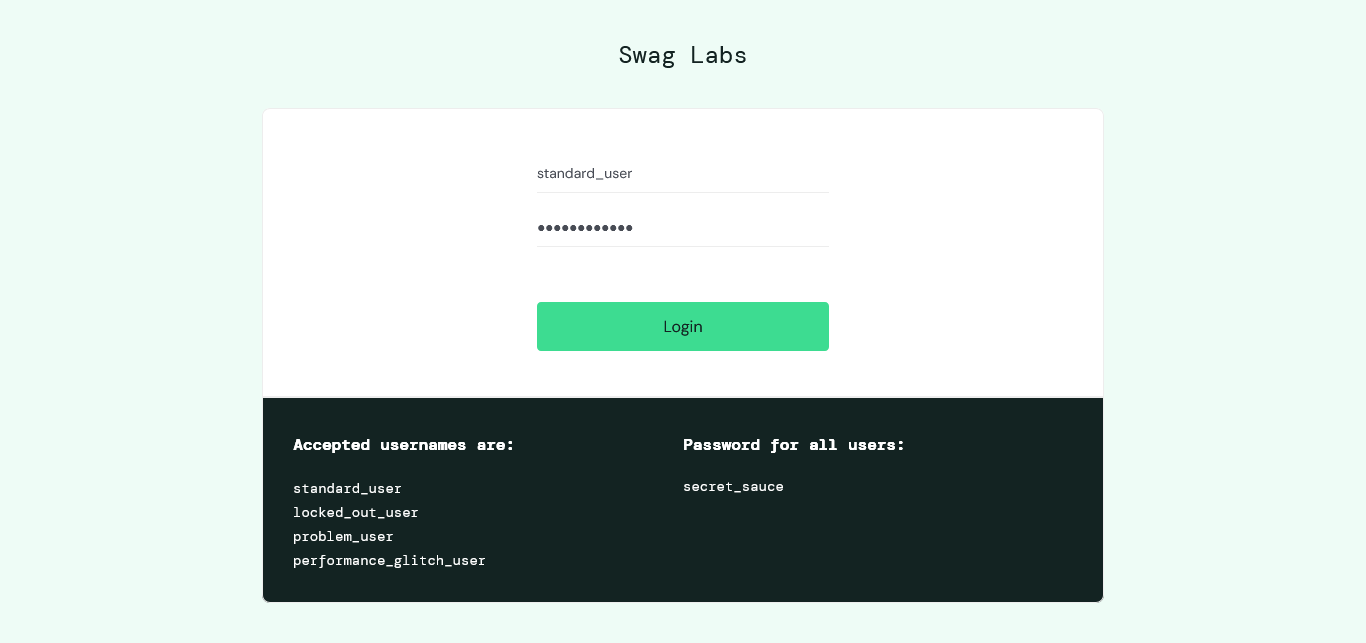 Swag Labs
standard_user
••••••••••••
Login
Accepted usernames are:
standard_user
locked_out_user
problem_user
performance_glitch_user
Password for all users:
secret_sauce